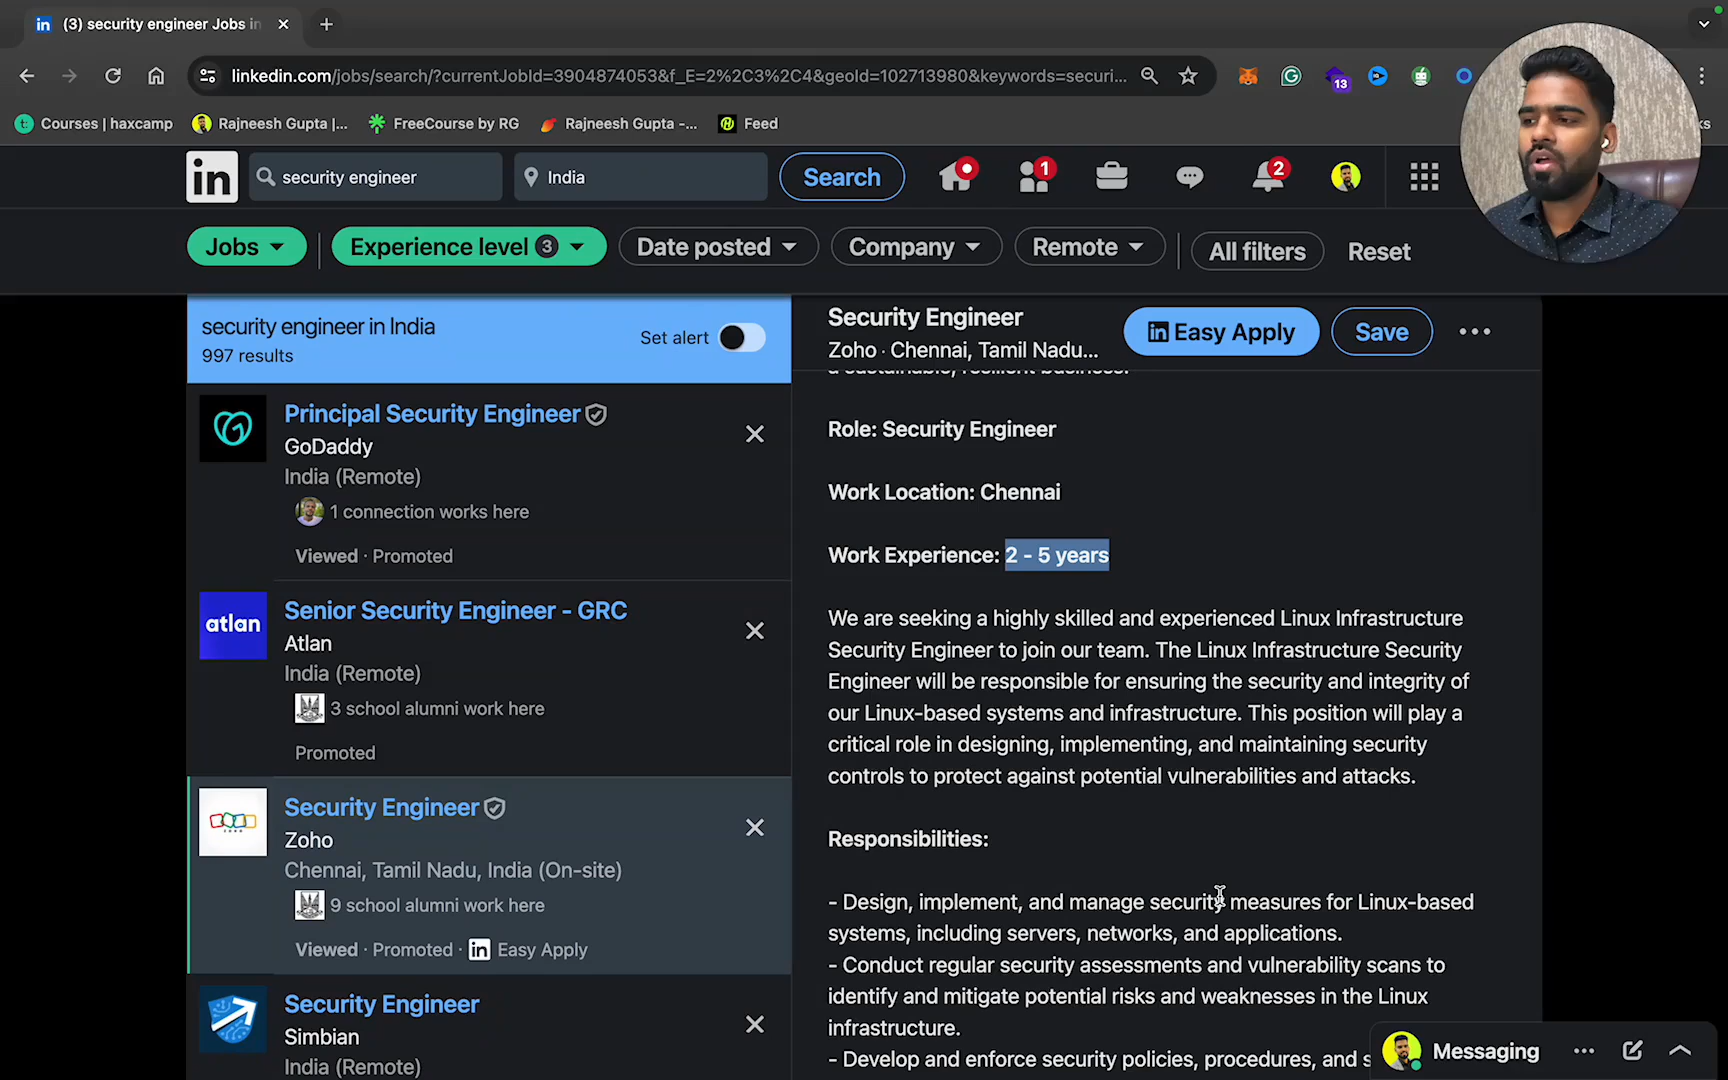 (3) security engineer Jobs in
linkedin.com/jobs/search/?currentJobId=3904874053&f_E=2%2C3%2C4&geoId=102713980&keywords=securi...
13
Courses | haxcamp
Rajneesh Gupta |...
FreeCourse by RG
Rajneesh Gupta -...
Feed
in
security engineer
India
Search
1
2
Jobs
Experience level 3
Date posted
Company
Remote
All filters
Reset
security engineer in India
997 results
Set alert
Principal Security Engineer
GoDaddy
India (Remote)
1 connection works here
Viewed · Promoted
atlan
Senior Security Engineer - GRC
Atlan
India (Remote)
3 school alumni work here
Promoted
ZOHO
Security Engineer
Zoho
Chennai, Tamil Nadu, India (On-site)
9 school alumni work here
Viewed · Promoted · in Easy Apply
Security Engineer
Simbian
India (Remote)
Security Engineer
Zoho · Chennai, Tamil Nadu...
in Easy Apply
Save
a sustainable, resilient business.
Role: Security Engineer
Work Location: Chennai
Work Experience: 2 - 5 years
We are seeking a highly skilled and experienced Linux Infrastructure
Security Engineer to join our team. The Linux Infrastructure Security
Engineer will be responsible for ensuring the security and integrity of
our Linux-based systems and infrastructure. This position will play a
critical role in designing, implementing, and maintaining security
controls to protect against potential vulnerabilities and attacks.
Responsibilities:
- Design, implement, and manage security measures for Linux-based
systems, including servers, networks, and applications.
- Conduct regular security assessments and vulnerability scans to
identify and mitigate potential risks and weaknesses in the Linux
infrastructure.
- Develop and enforce security policies, procedures, and s
Messaging